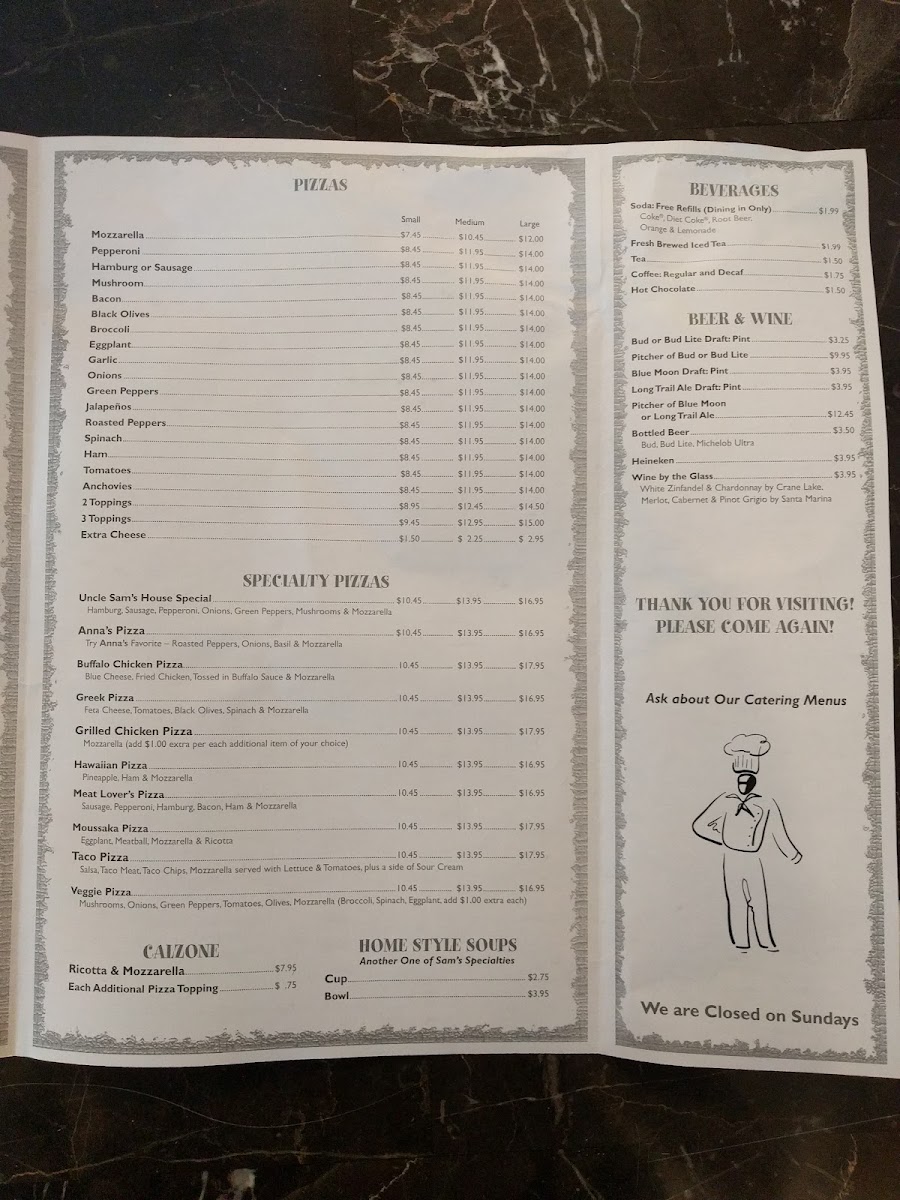 PIZZAS
Small Medium Large
Mozzarella $7.45 $10.45 $12.00
Pepperoni $8.45 $11.95 $14.00
Hamburg or Sausage $8.45 $11.95 $14.00
Mushroom $8.45 $11.95 $14.00
Bacon $8.45 $11.95 $14.00
Black Olives $8.45 $11.95 $14.00
Broccoli $8.45 $11.95 $14.00
Eggplant $8.45 $11.95 $14.00
Garlic $8.45 $11.95 $14.00
Onions $8.45 $11.95 $14.00
Green Peppers $8.45 $11.95 $14.00
Jalapeños $8.45 $11.95 $14.00
Roasted Peppers $8.45 $11.95 $14.00
Spinach $8.45 $11.95 $14.00
Ham $8.45 $11.95 $14.00
Tomatoes $8.45 $11.95 $14.00
Anchovies $8.45 $11.95 $14.00
2 Toppings $8.95 $12.45 $14.50
3 Toppings $9.45 $12.95 $15.00
Extra Cheese $1.50 $ 2.25 $ 2.95
SPECIALTY PIZZAS
Uncle Sam's House Special $10.45 $13.95 $16.95
Hamburg, Sausage, Pepperoni, Onions, Green Peppers, Mushrooms & Mozzarella
Anna's Pizza $10.45 $13.95 $16.95
Try Anna's Favorite – Roasted Peppers, Onions, Basil & Mozzarella
Buffalo Chicken Pizza 10.45 $13.95 $17.95
Blue Cheese, Fried Chicken, Tossed in Buffalo Sauce & Mozzarella
Greek Pizza 10.45 $13.95 $16.95
Feta Cheese, Tomatoes, Black Olives, Spinach & Mozzarella
Grilled Chicken Pizza 10.45 $13.95 $17.95
Mozzarella (add $1.00 extra per each additional item of your choice)
Hawaiian Pizza 10.45 $13.95 $16.95
Pineapple, Ham & Mozzarella
Meat Lover's Pizza 10.45 $13.95 $16.95
Sausage, Pepperoni, Hamburg, Bacon, Ham & Mozzarella
Moussaka Pizza 10.45 $13.95 $17.95
Eggplant, Meatball, Mozzarella & Ricotta
Taco Pizza 10.45 $13.95 $17.95
Salsa, Taco Meat, Taco Chips, Mozzarella served with Lettuce & Tomatoes, plus a side of Sour Cream
Veggie Pizza 10.45 $13.95 $16.95
Mushrooms, Onions, Green Peppers, Tomatoes, Olives, Mozzarella (Broccoli, Spinach, Eggplant, add $1.00 extra each)
CALZONE
Ricotta & Mozzarella $7.95
Each Additional Pizza Topping $ .75
HOME STYLE SOUPS
Another One of Sam's Specialties
Cup $2.75
Bowl $3.95
BEVERAGES
Soda: Free Refills (Dining in Only) $1.99
Coke®, Diet Coke®, Root Beer,
Orange & Lemonade
Fresh Brewed Iced Tea $1.99
Tea $1.50
Coffee: Regular and Decaf $1.75
Hot Chocolate $1.50
BEER & WINE
Bud or Bud Lite Draft: Pint $3.25
Pitcher of Bud or Bud Lite $9.95
Blue Moon Draft: Pint $3.95
Long Trail Ale Draft: Pint $3.95
Pitcher of Blue Moon
or Long Trail Ale $12.45
Bottled Beer $3.50
Bud, Bud Lite, Michelob Ultra
Heineken $3.95
Wine by the Glass $3.95
White Zinfandel & Chardonnay by Crane Lake,
Merlot, Cabernet & Pinot Grigio by Santa Marina
THANK YOU FOR VISITING!
PLEASE COME AGAIN!
Ask about Our Catering Menus
We are Closed on Sundays